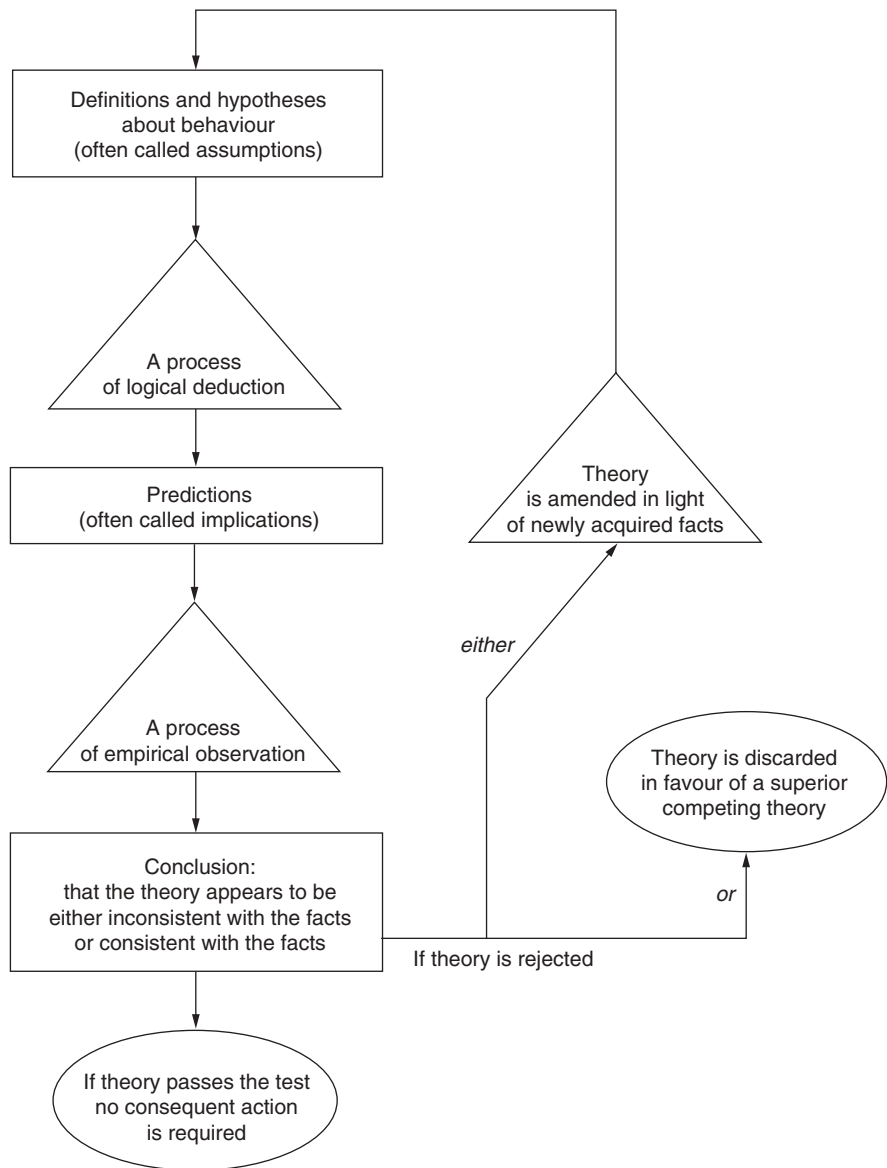 Definitions and hypotheses
about behaviour
(often called assumptions)
A process
of logical deduction
Predictions
(often called implications)
Theory
is amended in light
of newly acquired facts
either
A process
of empirical observation
Theory is discarded
in favour of a superior
competing theory
or
Conclusion:
that the theory appears to be
either inconsistent with the facts
or consistent with the facts
If theory is rejected
If theory passes the test
no consequent action
is required